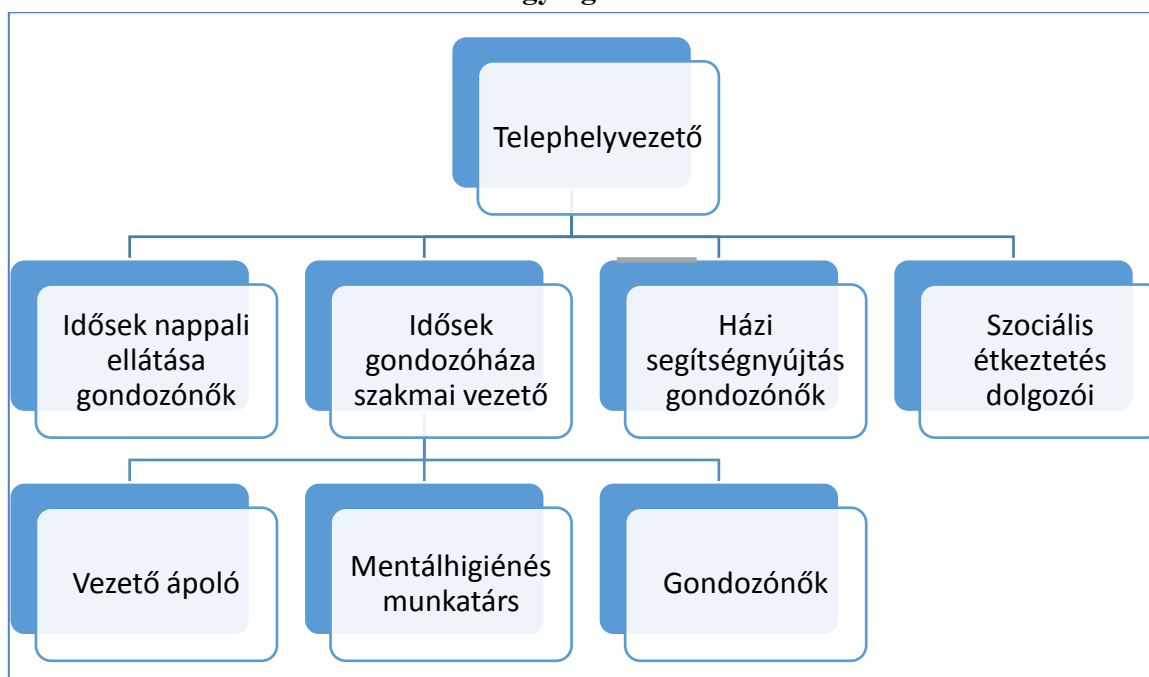 Telephelyvezető
Idősek nappali
ellátása
gondozónők
Idősek
gondozóháza
szakmai vezető
Házi
segítségnyújtás
gondozónők
Szociális
étkeztetés
dolgozói
Vezető ápoló
Mentálhigiénés
munkatárs
Gondozónők